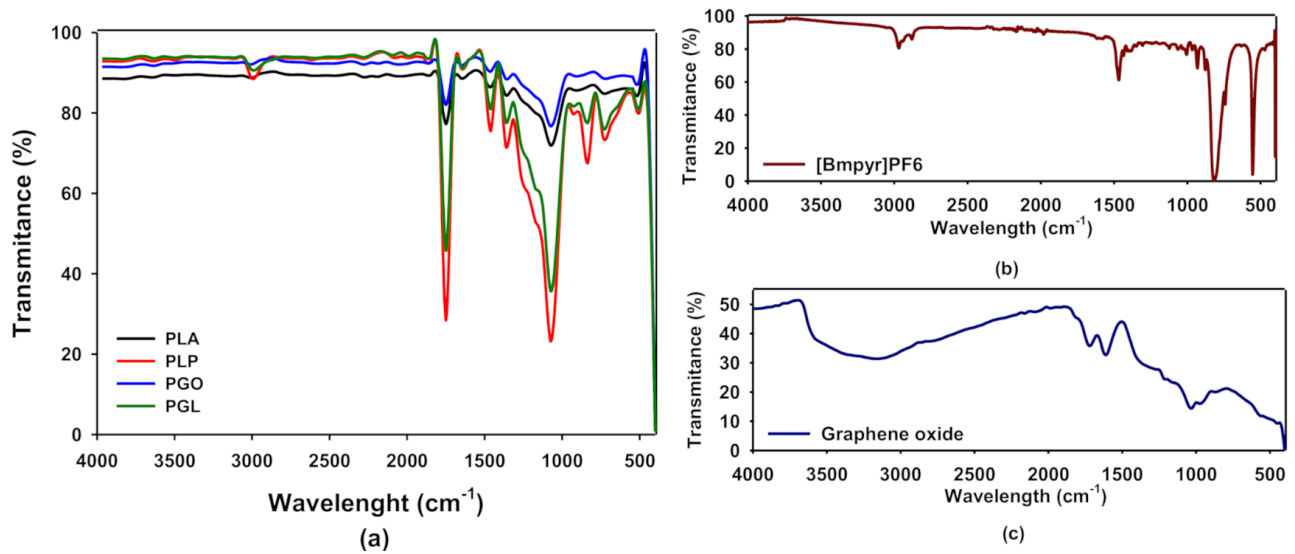 Transmitance (%)
100
80
60
40
20
0
PLA
PLP
PGO
PGL
4000 3500 3000 2500 2000 1500 1000 500
Wavelenght (cm-1)
(a)
Transmitance (%)
100
80
60
40
20
0
[Bmpyr]PF6
4000 3500 3000 2500 2000 1500 1000 500
Wavelength (cm-1)
(b)
Transmitance (%)
50
40
30
20
10
0
Graphene oxide
4000 3500 3000 2500 2000 1500 1000 500
Wavelength (cm-1)
(c)